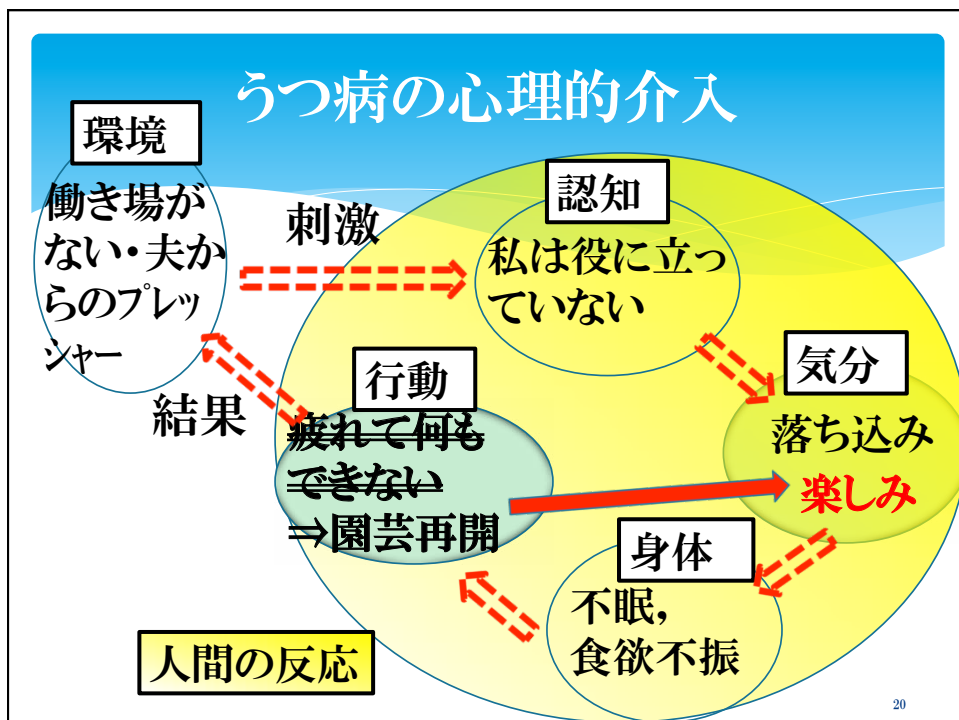 うつ病の心理的介入
環境
働き場が
ない・夫か
らのプレッ
シャー
刺激
認知
私は役に立っ
ていない
気分
落ち込み
楽しみ
身体
不眠,
食欲不振
行動
疲れて何も
できない
⇒園芸再開
結果
人間の反応
20